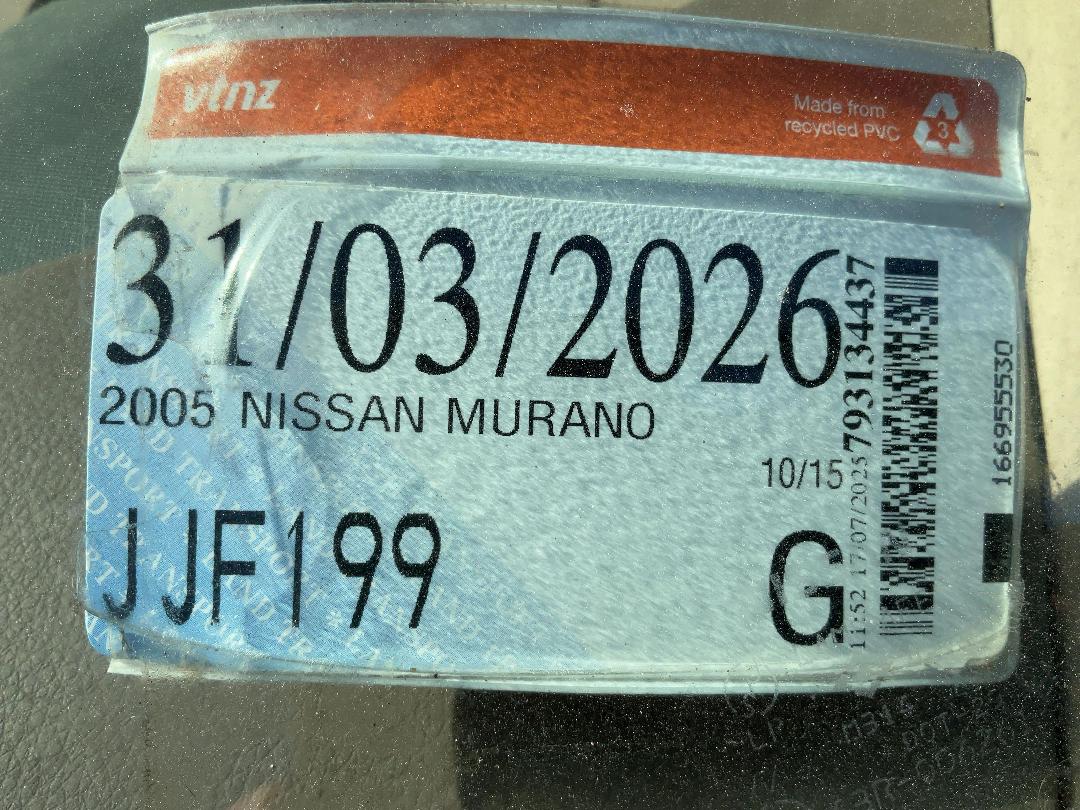 vtnz
Made from
recycled PVC
3
31/03/2026
2005 NISSAN MURANO
10/15
JJF199
G
11:52 17/07/2025 793134437
166955530